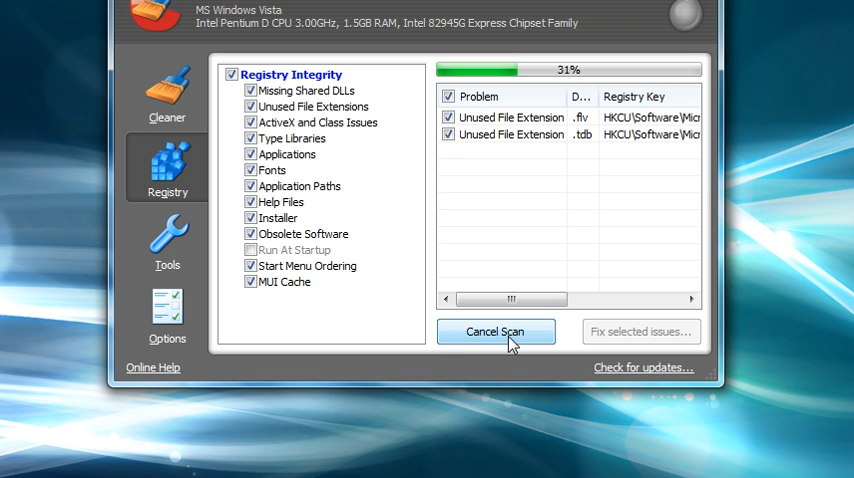 MS Windows Vista
Intel Pentium D CPU 3.00GHz, 1.5GB RAM, Intel 82945G Express Chipset Family
Cleaner
Registry
Tools
Options
Registry Integrity
Missing Shared DLLs
Unused File Extensions
ActiveX and Class Issues
Type Libraries
Applications
Fonts
Application Paths
Help Files
Installer
Obsolete Software
Run At Startup
Start Menu Ordering
MUI Cache
31%
Problem D... Registry Key
Unused File Extension .flv HKCU\Software\Micr
Unused File Extension .tdb HKCU\Software\Micr
Cancel Scan
Fix selected issues...
Online Help
Check for updates...